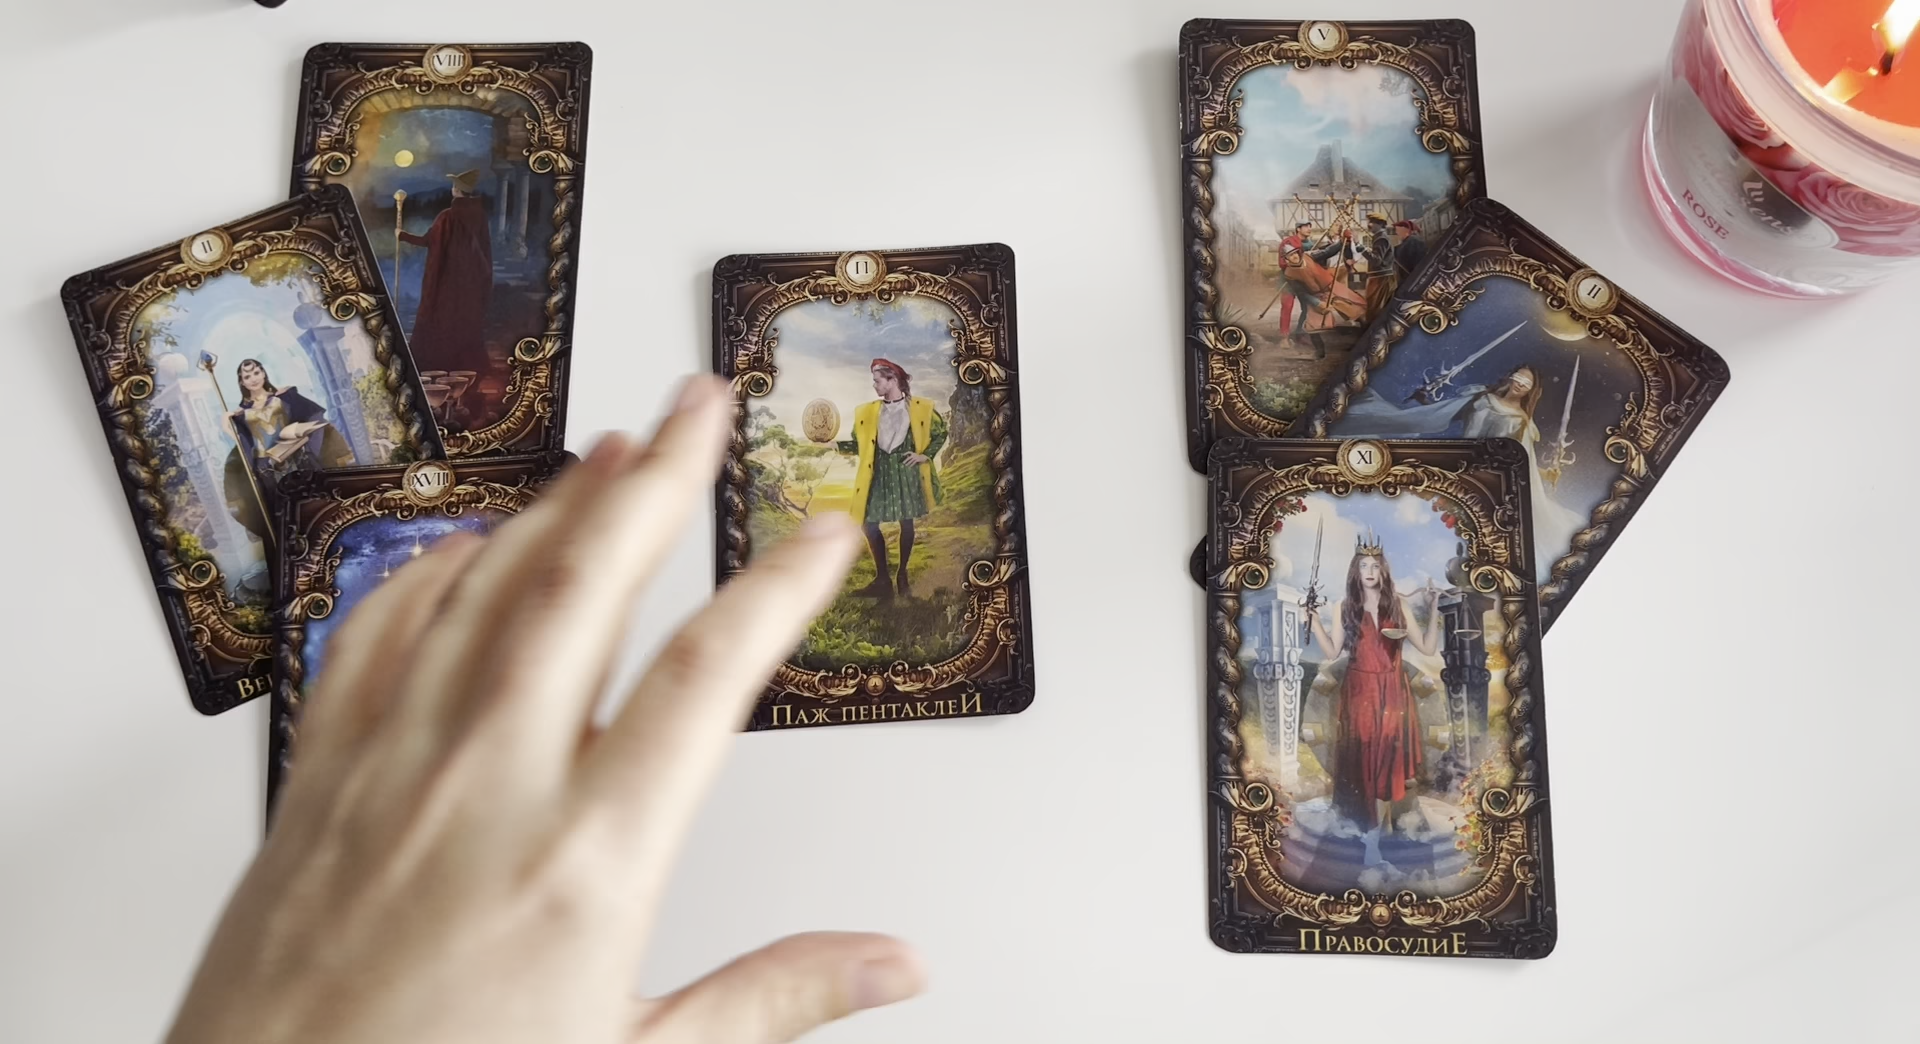 VIII
II
XVIII
П
Паж пентаклей
V
II
XI
Правосудие
ROSE